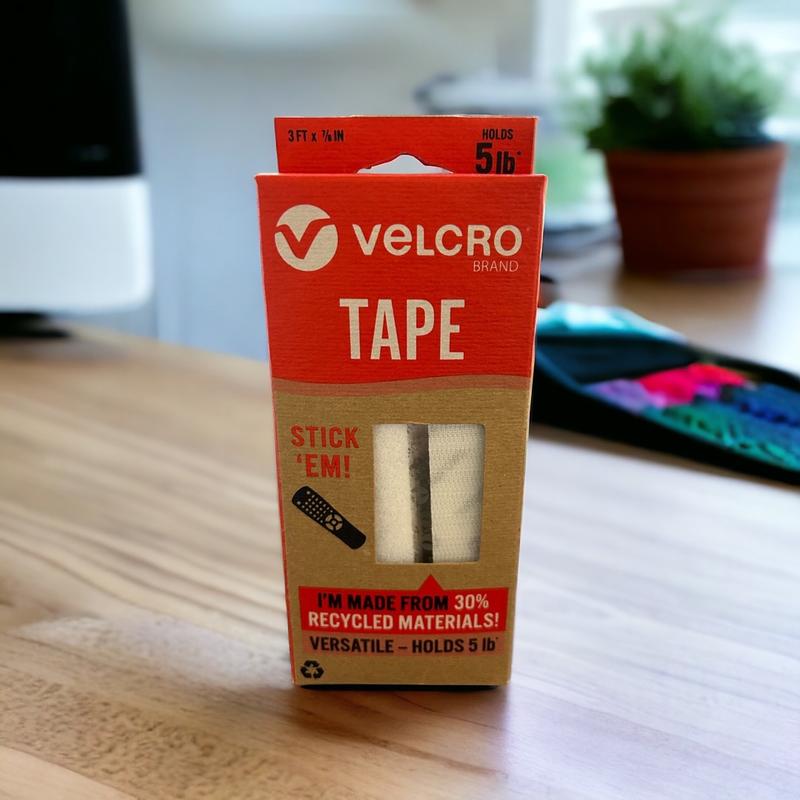 3 FT x 7/8 IN
HOLDS
5 lb*
VELCRO
BRAND
TAPE
STICK
'EM!
I'M MADE FROM 30%
RECYCLED MATERIALS!
VERSATILE – HOLDS 5 lb*